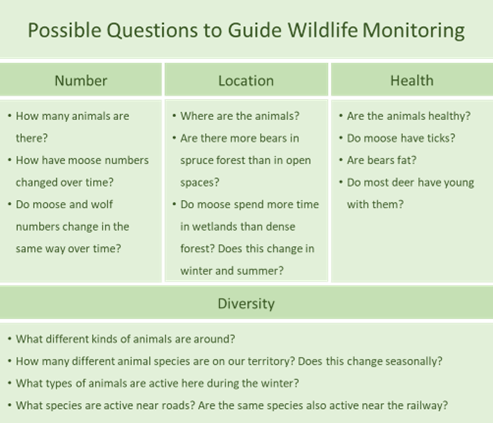 Possible Questions to Guide Wildlife Monitoring
Number
• How many animals are
there?
• How have moose numbers
changed over time?
• Do moose and wolf
numbers change in the
same way over time?
Location
• Where are the animals?
• Are there more bears in
spruce forest than in open
spaces?
• Do moose spend more time
in wetlands than dense
forest? Does this change in
winter and summer?
Health
• Are the animals healthy?
• Do moose have ticks?
• Are bears fat?
• Do most deer have young
with them?
Diversity
• What different kinds of animals are around?
• How many different animal species are on our territory? Does this change seasonally?
• What types of animals are active here during the winter?
• What species are active near roads? Are the same species also active near the railway?